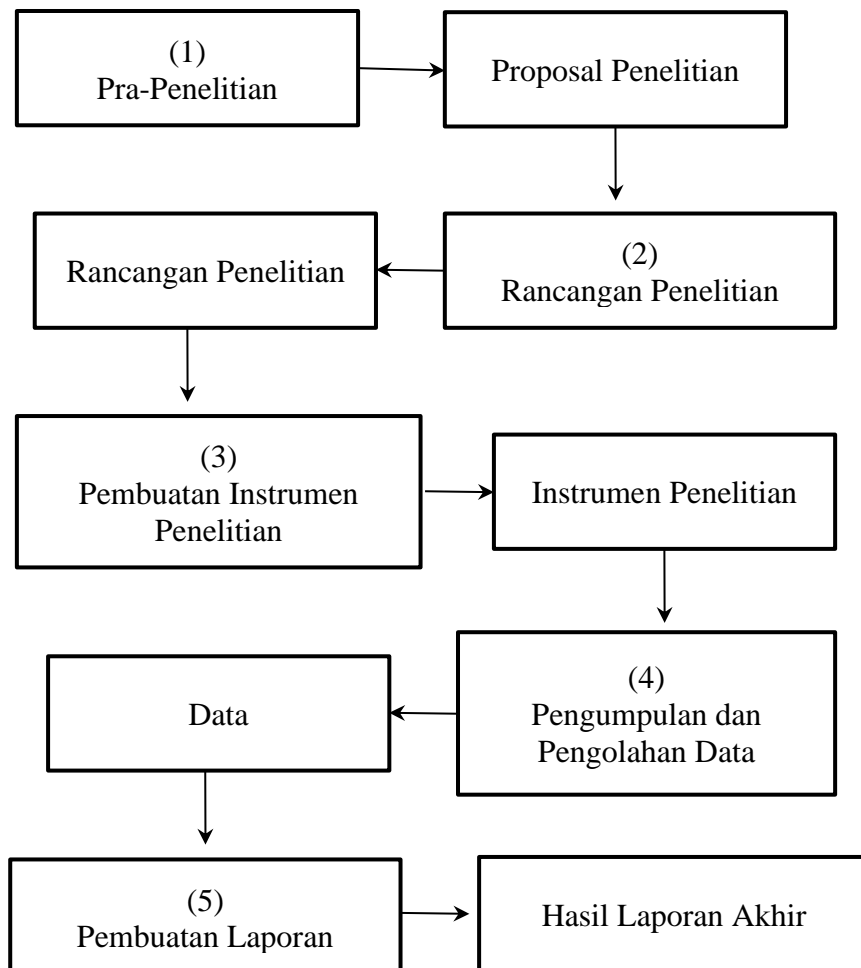 (1)
Pra-Penelitian
Proposal Penelitian
(2)
Rancangan Penelitian
Rancangan Penelitian
(3)
Pembuatan Instrumen
Penelitian
Instrumen Penelitian
(4)
Pengumpulan dan
Pengolahan Data
Data
(5)
Pembuatan Laporan
Hasil Laporan Akhir